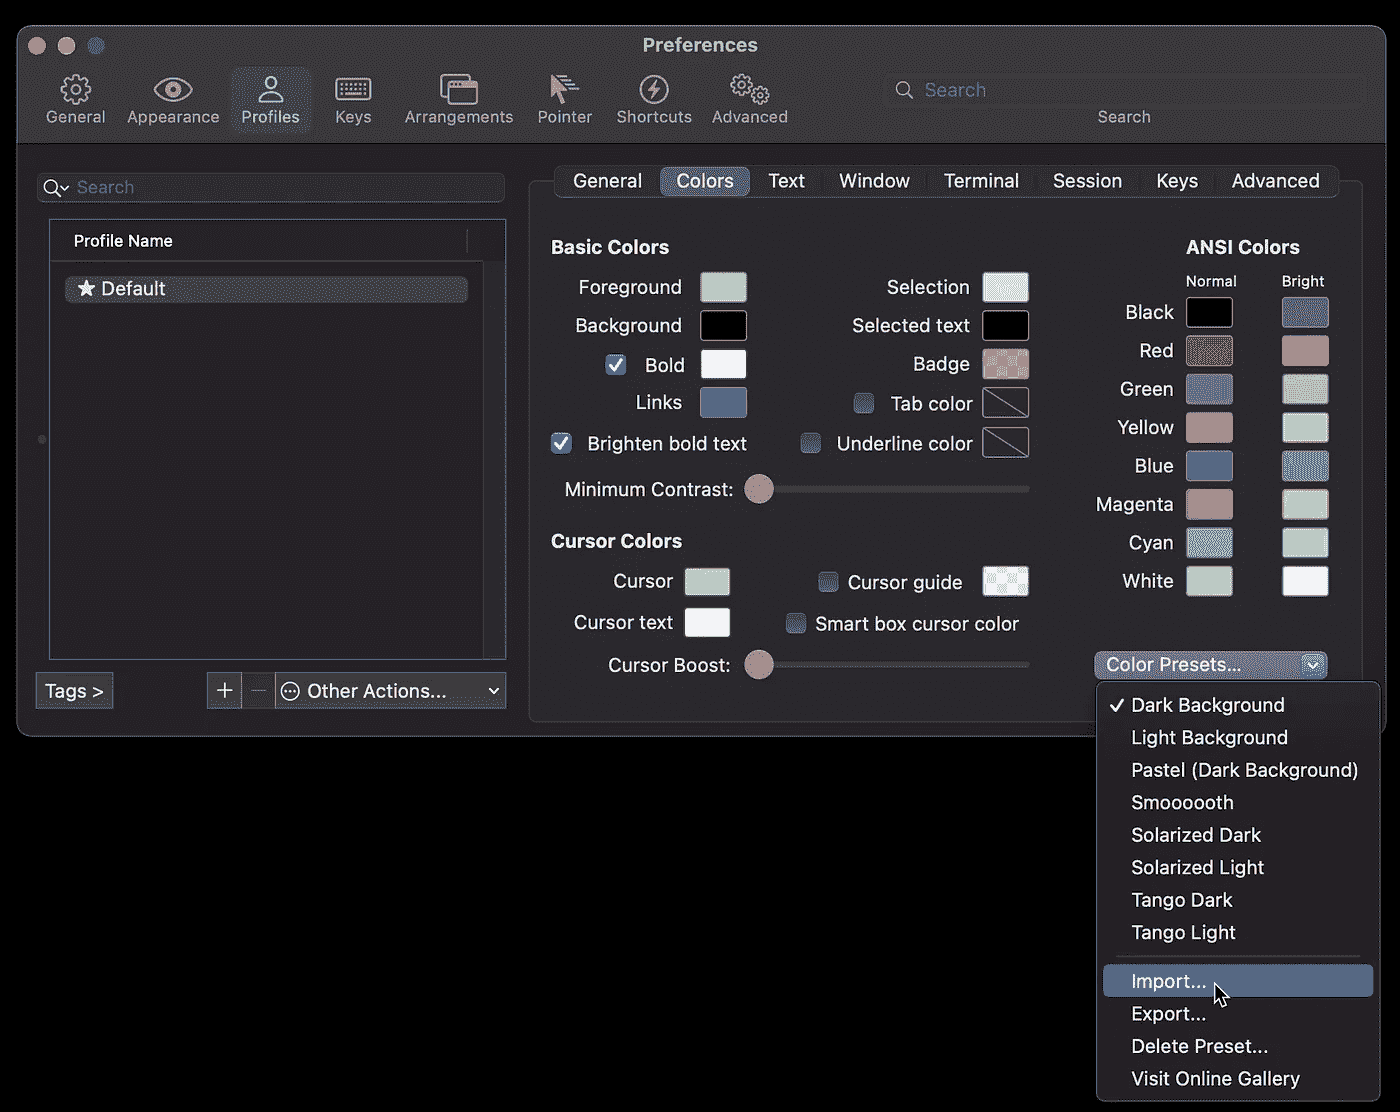 Preferences
General Appearance Profiles Keys Arrangements Pointer Shortcuts Advanced
Search
Search
Search
Profile Name
Default
Tags >
+ − Other Actions...
General Colors Text Window Terminal Session Keys Advanced
Basic Colors
Foreground
Background
Bold
Links
Brighten bold text
Selection
Selected text
Badge
Tab color
Underline color
Minimum Contrast:
Cursor Colors
Cursor
Cursor text
Cursor guide
Smart box cursor color
Cursor Boost:
ANSI Colors
Normal Bright
Black
Red
Green
Yellow
Blue
Magenta
Cyan
White
Color Presets...
Dark Background
Light Background
Pastel (Dark Background)
Smoooooth
Solarized Dark
Solarized Light
Tango Dark
Tango Light
Import...
Export...
Delete Preset...
Visit Online Gallery